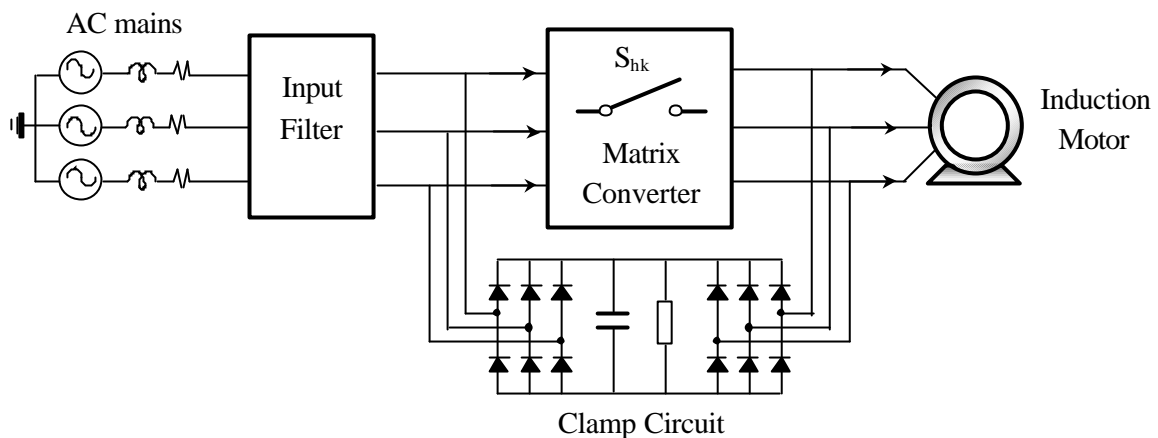 AC mains
Input
Filter
S_hk
Matrix
Converter
Induction
Motor
Clamp Circuit